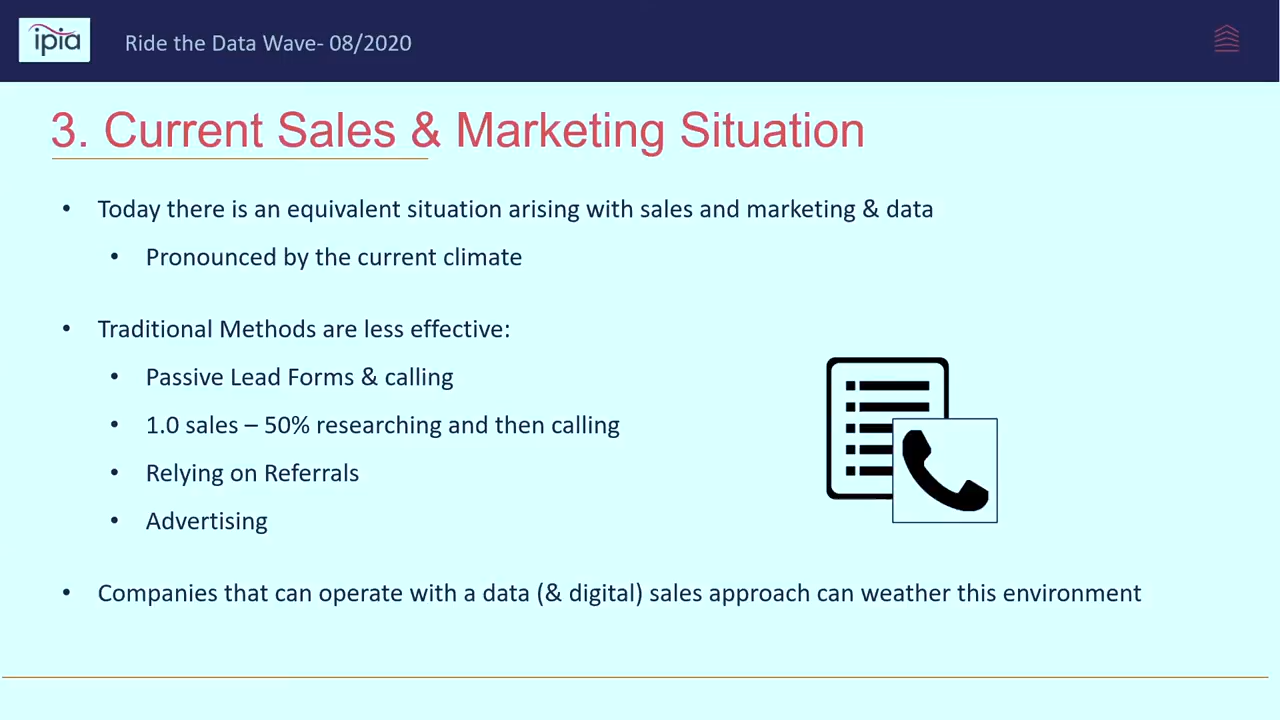 ipia
Ride the Data Wave- 08/2020
3. Current Sales & Marketing Situation
• Today there is an equivalent situation arising with sales and marketing & data
• Pronounced by the current climate
• Traditional Methods are less effective:
• Passive Lead Forms & calling
• 1.0 sales – 50% researching and then calling
• Relying on Referrals
• Advertising
• Companies that can operate with a data (& digital) sales approach can weather this environment